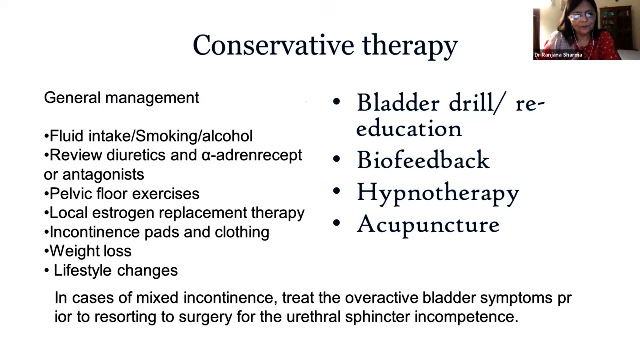 Conservative therapy
Dr Ranjana Sharma
General management
•Fluid intake/Smoking/alcohol
•Review diuretics and α-adrenrecept
or antagonists
•Pelvic floor exercises
•Local estrogen replacement therapy
•Incontinence pads and clothing
•Weight loss
• Lifestyle changes
• Bladder drill/ re-
education
• Biofeedback
• Hypnotherapy
• Acupuncture
In cases of mixed incontinence, treat the overactive bladder symptoms pr
ior to resorting to surgery for the urethral sphincter incompetence.